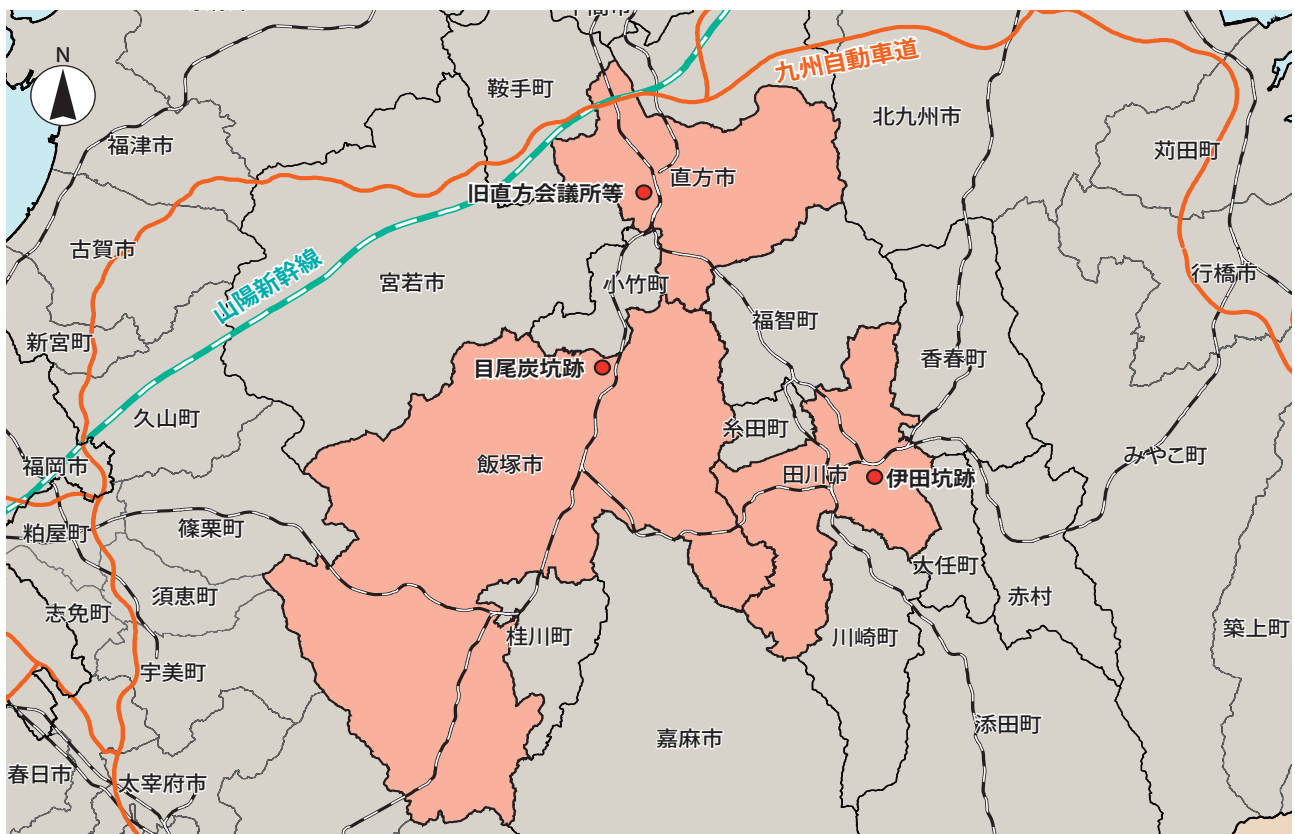 N
鞍手町
九州自動車道
北九州市
福津市
苅田町
直方市
旧直方会議所等
古賀市
山陽新幹線
宮若市
小竹町
行橋市
福智町
新宮町
香春町
目尾炭坑跡
久山町
糸田町
みやこ町
福岡市
飯塚市
田川市
伊田坑跡
粕屋町
篠栗町
大任町
須恵町
赤村
志免町
桂川町
川崎町
築上町
宇美町
添田町
嘉麻市
春日市
太宰府市